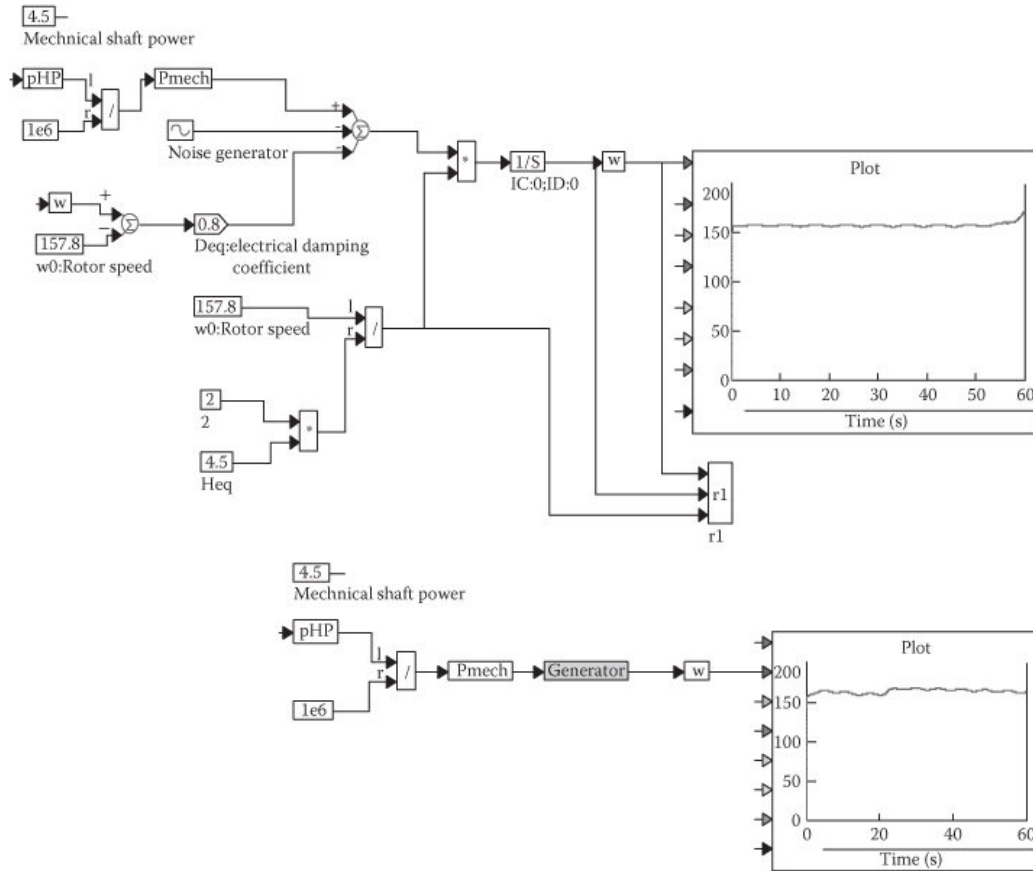 4.5
Mechnical shaft power
pHP
l
r
/
Pmech
1e6
+
-
-
Σ
Noise generator
*
1/S
IC:0;ID:0
w
w
+
-
Σ
0.8
157.8
w0:Rotor speed
Deq:electrical damping
coefficient
157.8
w0:Rotor speed
l
r
/
2
2
*
4.5
Heq
Plot
200
150
100
50
0
0 10 20 30 40 50 60
Time (s)
r1
r1
4.5
Mechnical shaft power
pHP
l
r
/
1e6
Pmech
Generator
w
Plot
200
150
100
50
0
0 20 40 60
Time (s)